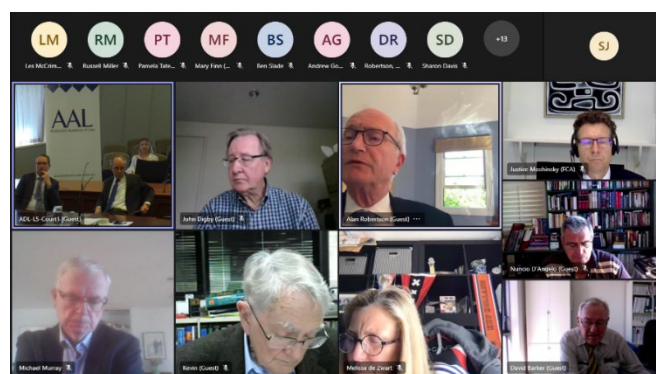 LM
RM
PT
MF
BS
AG
DR
SD
+13
SJ
Les McCrim...
Russell Miller
Pamela Tate...
Mary Finn (...
Ben Slade
Andrew Go...
Robertson, ...
Sharon Davis
AAL
ADL-L5-Court1 (Guest)
John Digby (Guest)
Alan Robertson (Guest) ...
Justice Moshinsky (FCA)
Nuncio D'Angelo (Guest)
Michael Murray
Kevin (Guest)
Melissa de Zwart
David Barker (Guest)